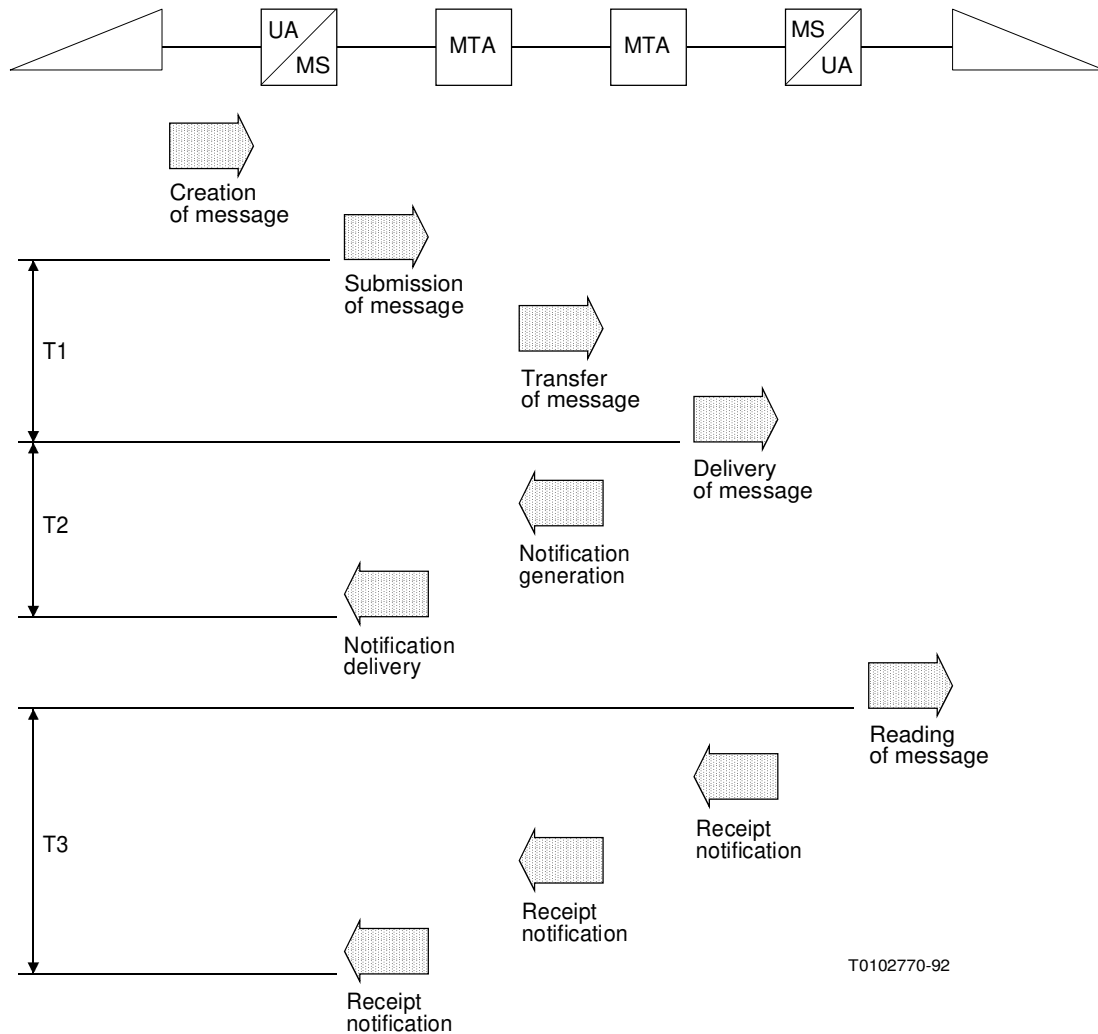 UA
MS
MTA
MTA
MS
UA
Creation
of message
Submission
of message
T1
Transfer
of message
Delivery
of message
T2
Notification
generation
Notification
delivery
Reading
of message
T3
Receipt
notification
Receipt
notification
T0102770-92
Receipt
notification